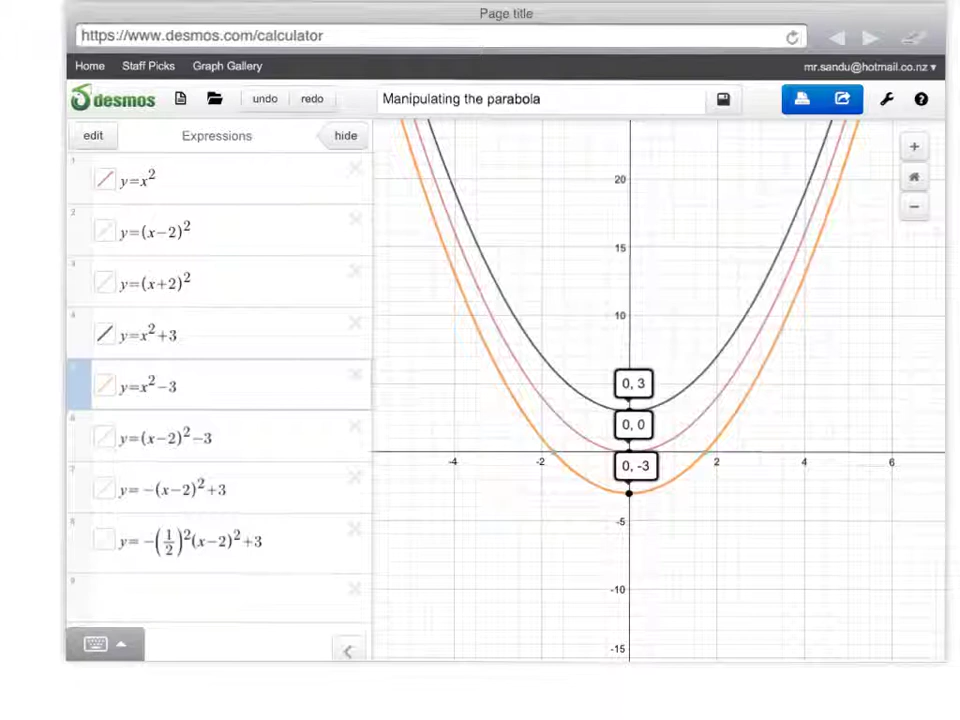 Page title
https://www.desmos.com/calculator
Home Staff Picks Graph Gallery mr.sandu@hotmail.co.nz ▾
desmos undo redo Manipulating the parabola
edit Expressions hide
1 y=x²
2 y=(x−2)²
3 y=(x+2)²
4 y=x²+3
y=x²−3
6 y=(x−2)²−3
7 y=−(x−2)²+3
8 y=−(1/2)²(x−2)²+3
9
20
15
10
0, 3
0, 0
-4 -2 2 4 6
0, -3
-5
-10
-15